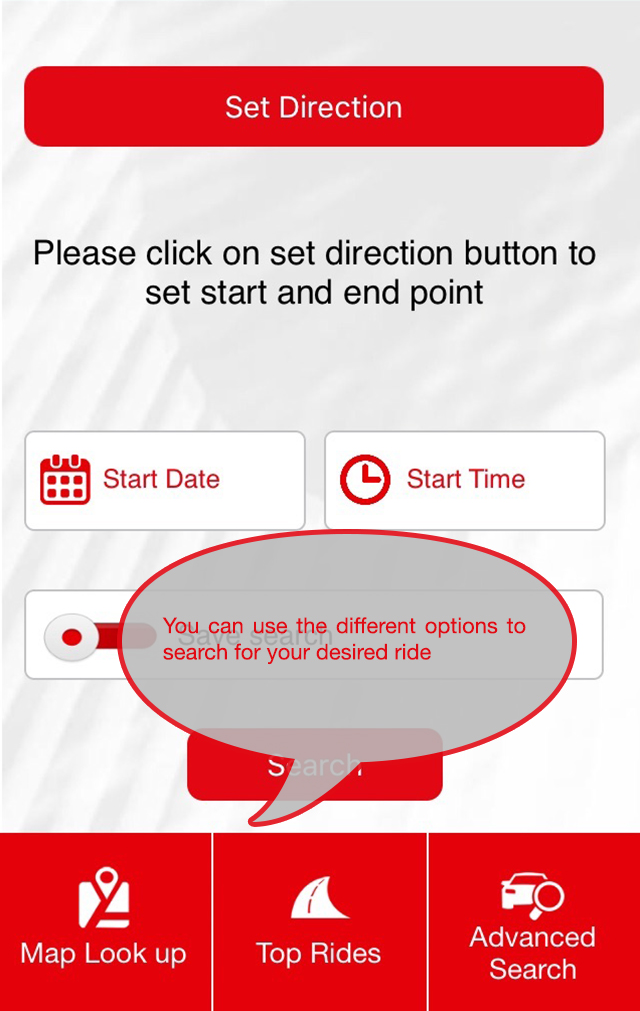 Set Direction
Please click on set direction button to
set start and end point
Start Date
Start Time
Save search
You can use the different options to
search for your desired ride
Search
Map Look up
Top Rides
Advanced
Search